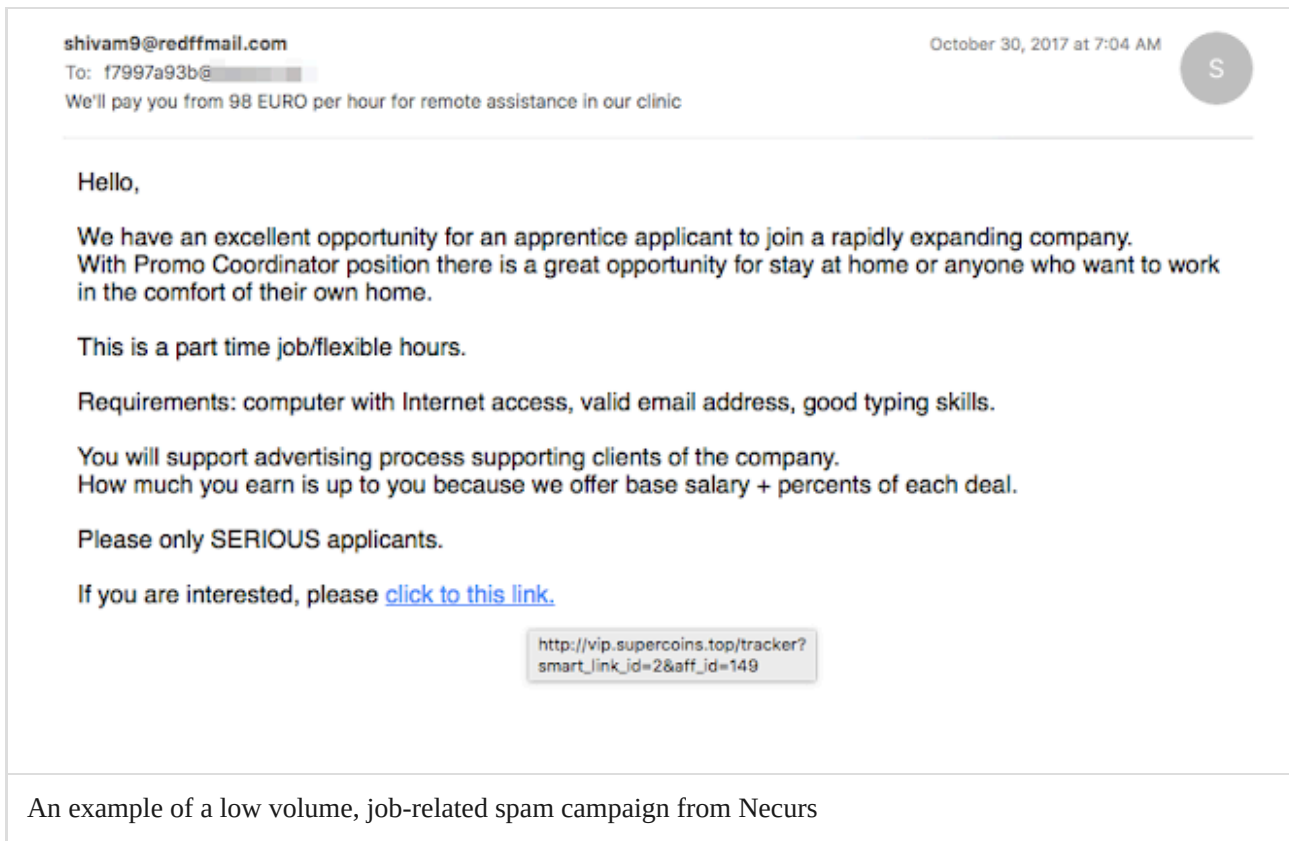 shivam9@redffmail.com
October 30, 2017 at 7:04 AM
S
To: f7997a93b@
We'll pay you from 98 EURO per hour for remote assistance in our clinic
Hello,
We have an excellent opportunity for an apprentice applicant to join a rapidly expanding company.
With Promo Coordinator position there is a great opportunity for stay at home or anyone who want to work
in the comfort of their own home.
This is a part time job/flexible hours.
Requirements: computer with Internet access, valid email address, good typing skills.
You will support advertising process supporting clients of the company.
How much you earn is up to you because we offer base salary + percents of each deal.
Please only SERIOUS applicants.
If you are interested, please click to this link.
http://vip.supercoins.top/tracker?
smart_link_id=2&aff_id=149
An example of a low volume, job-related spam campaign from Necurs